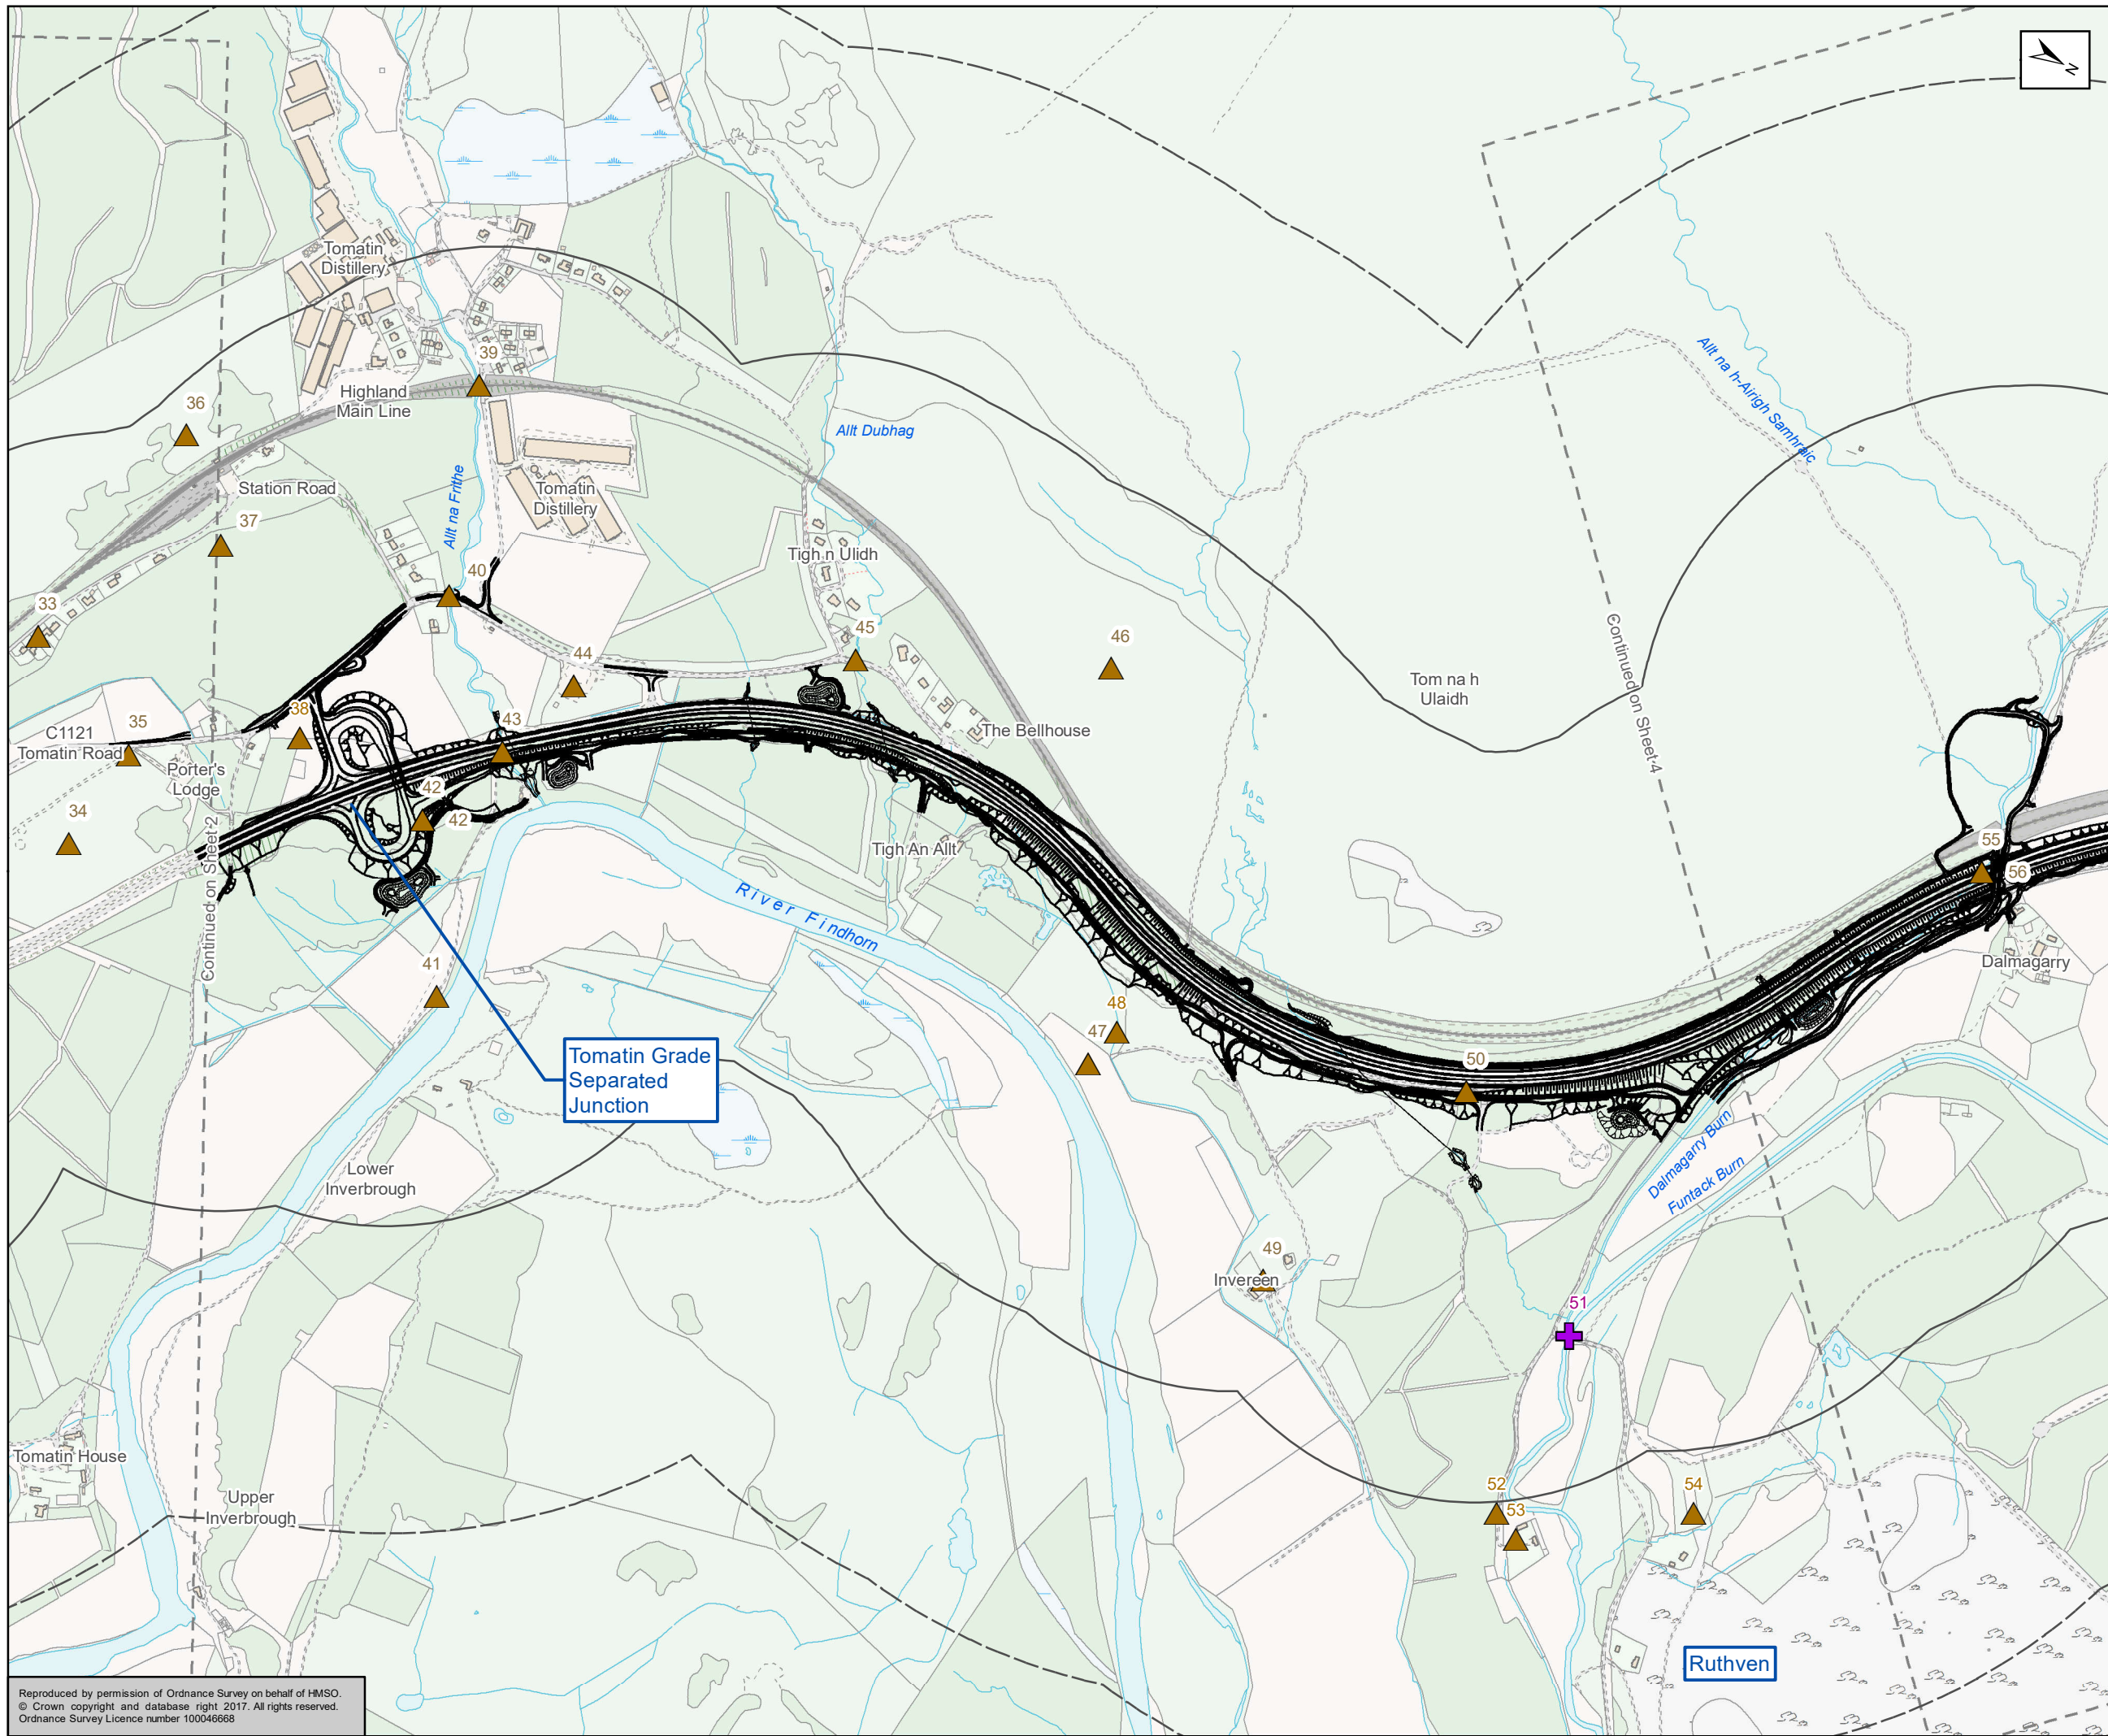 N
Tomatin
Distillery
39
Highland
Main Line
36
Allt na h-Airigh Samhraic
Allt Dubhag
Station Road
Allt na Frithe
Tomatin
Distillery
37
Tigh n Ulidh
40
33
45
46
44
Continued on Sheet 4
Tom na h
Ulaidh
38
43
35
C1121
Tomatin Road
The Bellhouse
Porter's
Lodge
42
42
34
55
56
Tigh An Allt
River Findhorn
Continued on Sheet 2
Dalmagarry
41
48
47
50
Tomatin Grade
Separated
Junction
Dalmagarry Burn
Funtack Burn
Lower
Inverbrough
49
Invereen
51
Tomatin House
52
54
53
Upper
Inverbrough
Ruthven
Reproduced by permission of Ordnance Survey on behalf of HMSO.
© Crown copyright and database right 2017. All rights reserved.
Ordnance Survey Licence number 100046668